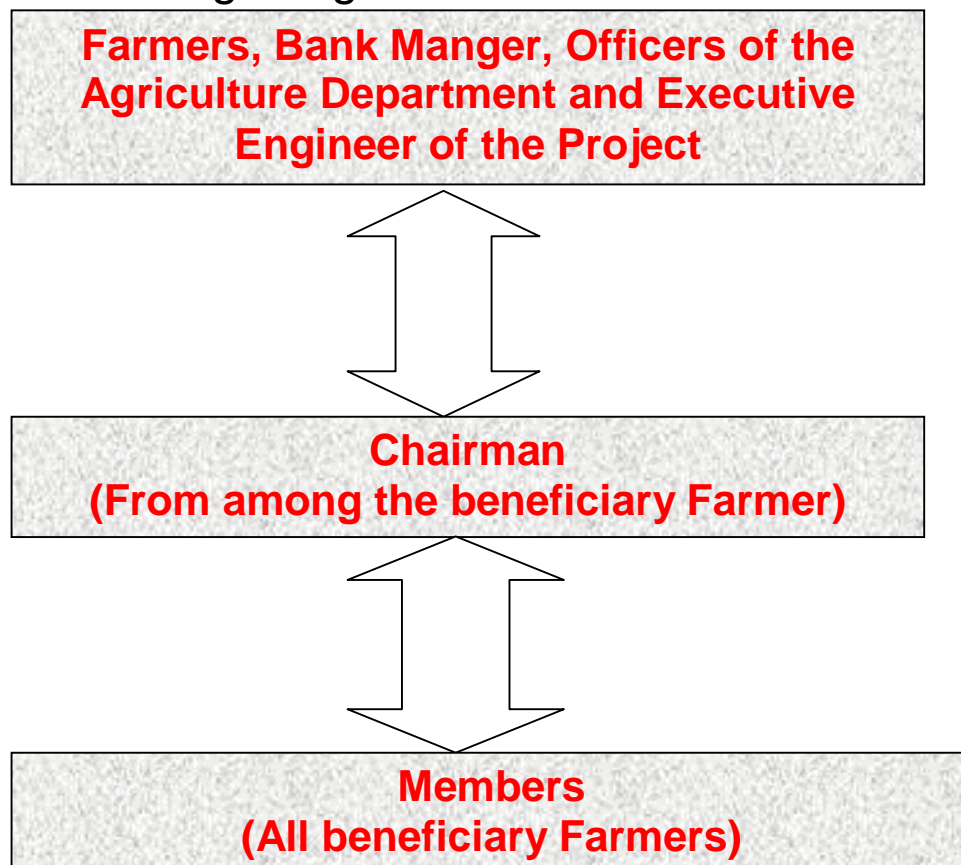 Farmers, Bank Manger, Officers of the
Agriculture Department and Executive
Engineer of the Project
Chairman
(From among the beneficiary Farmer)
Members
(All beneficiary Farmers)